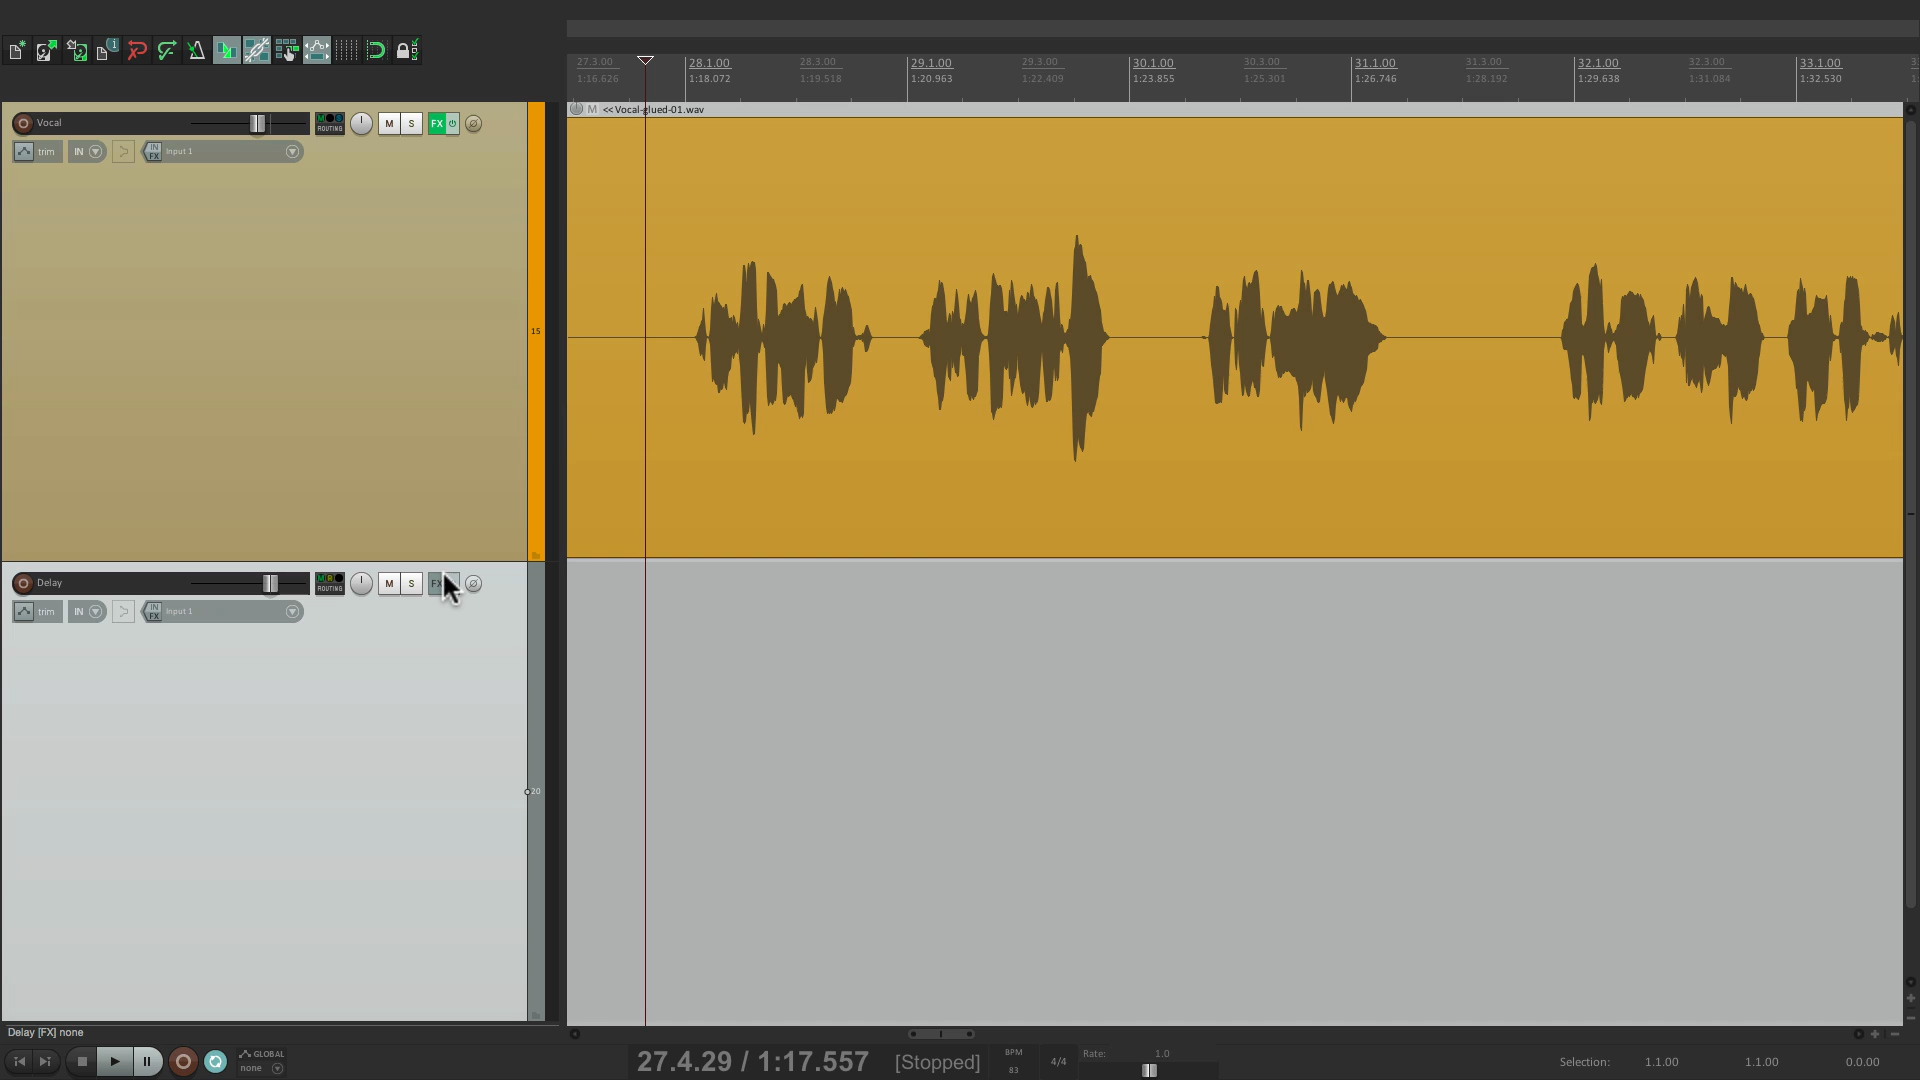 27.3.00 28.1.00 28.3.00 29.1.00 29.3.00 30.1.00 30.3.00 31.1.00 31.3.00 32.1.00 32.3.00 33.1.00
1:16.626 1:18.072 1:19.518 1:20.963 1:22.409 1:23.855 1:25.301 1:26.746 1:28.192 1:29.638 1:31.084 1:32.530
M << Vocal-glued-01.wav
Vocal ROUTING M S FX
trim IN IN FX Input 1
15
Delay ROUTING M S FX
trim IN IN FX Input 1
20
Delay [FX] none
GLOBAL
none
27.4.29 / 1:17.557 [Stopped]
BPM
83
4/4
Rate: 1.0
Selection: 1.1.00 1.1.00 0.0.00